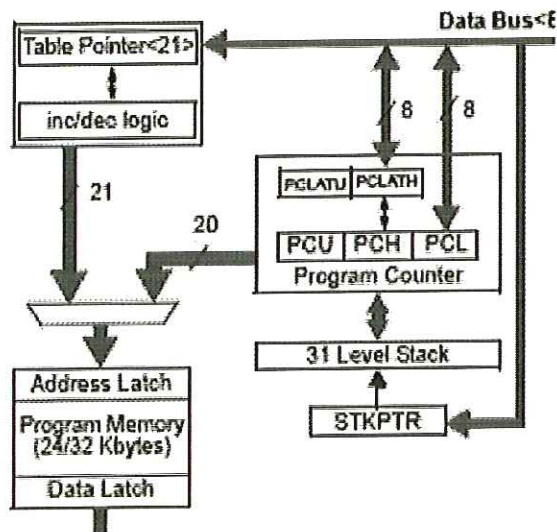 Data Bus<8
Table Pointer<21>
inc/dec logic
8
8
21
PCLATU PCLATH
20
PCU PCH PCL
Program Counter
31 Level Stack
Address Latch
STKPTR
Program Memory
(24/32 Kbytes)
Data Latch